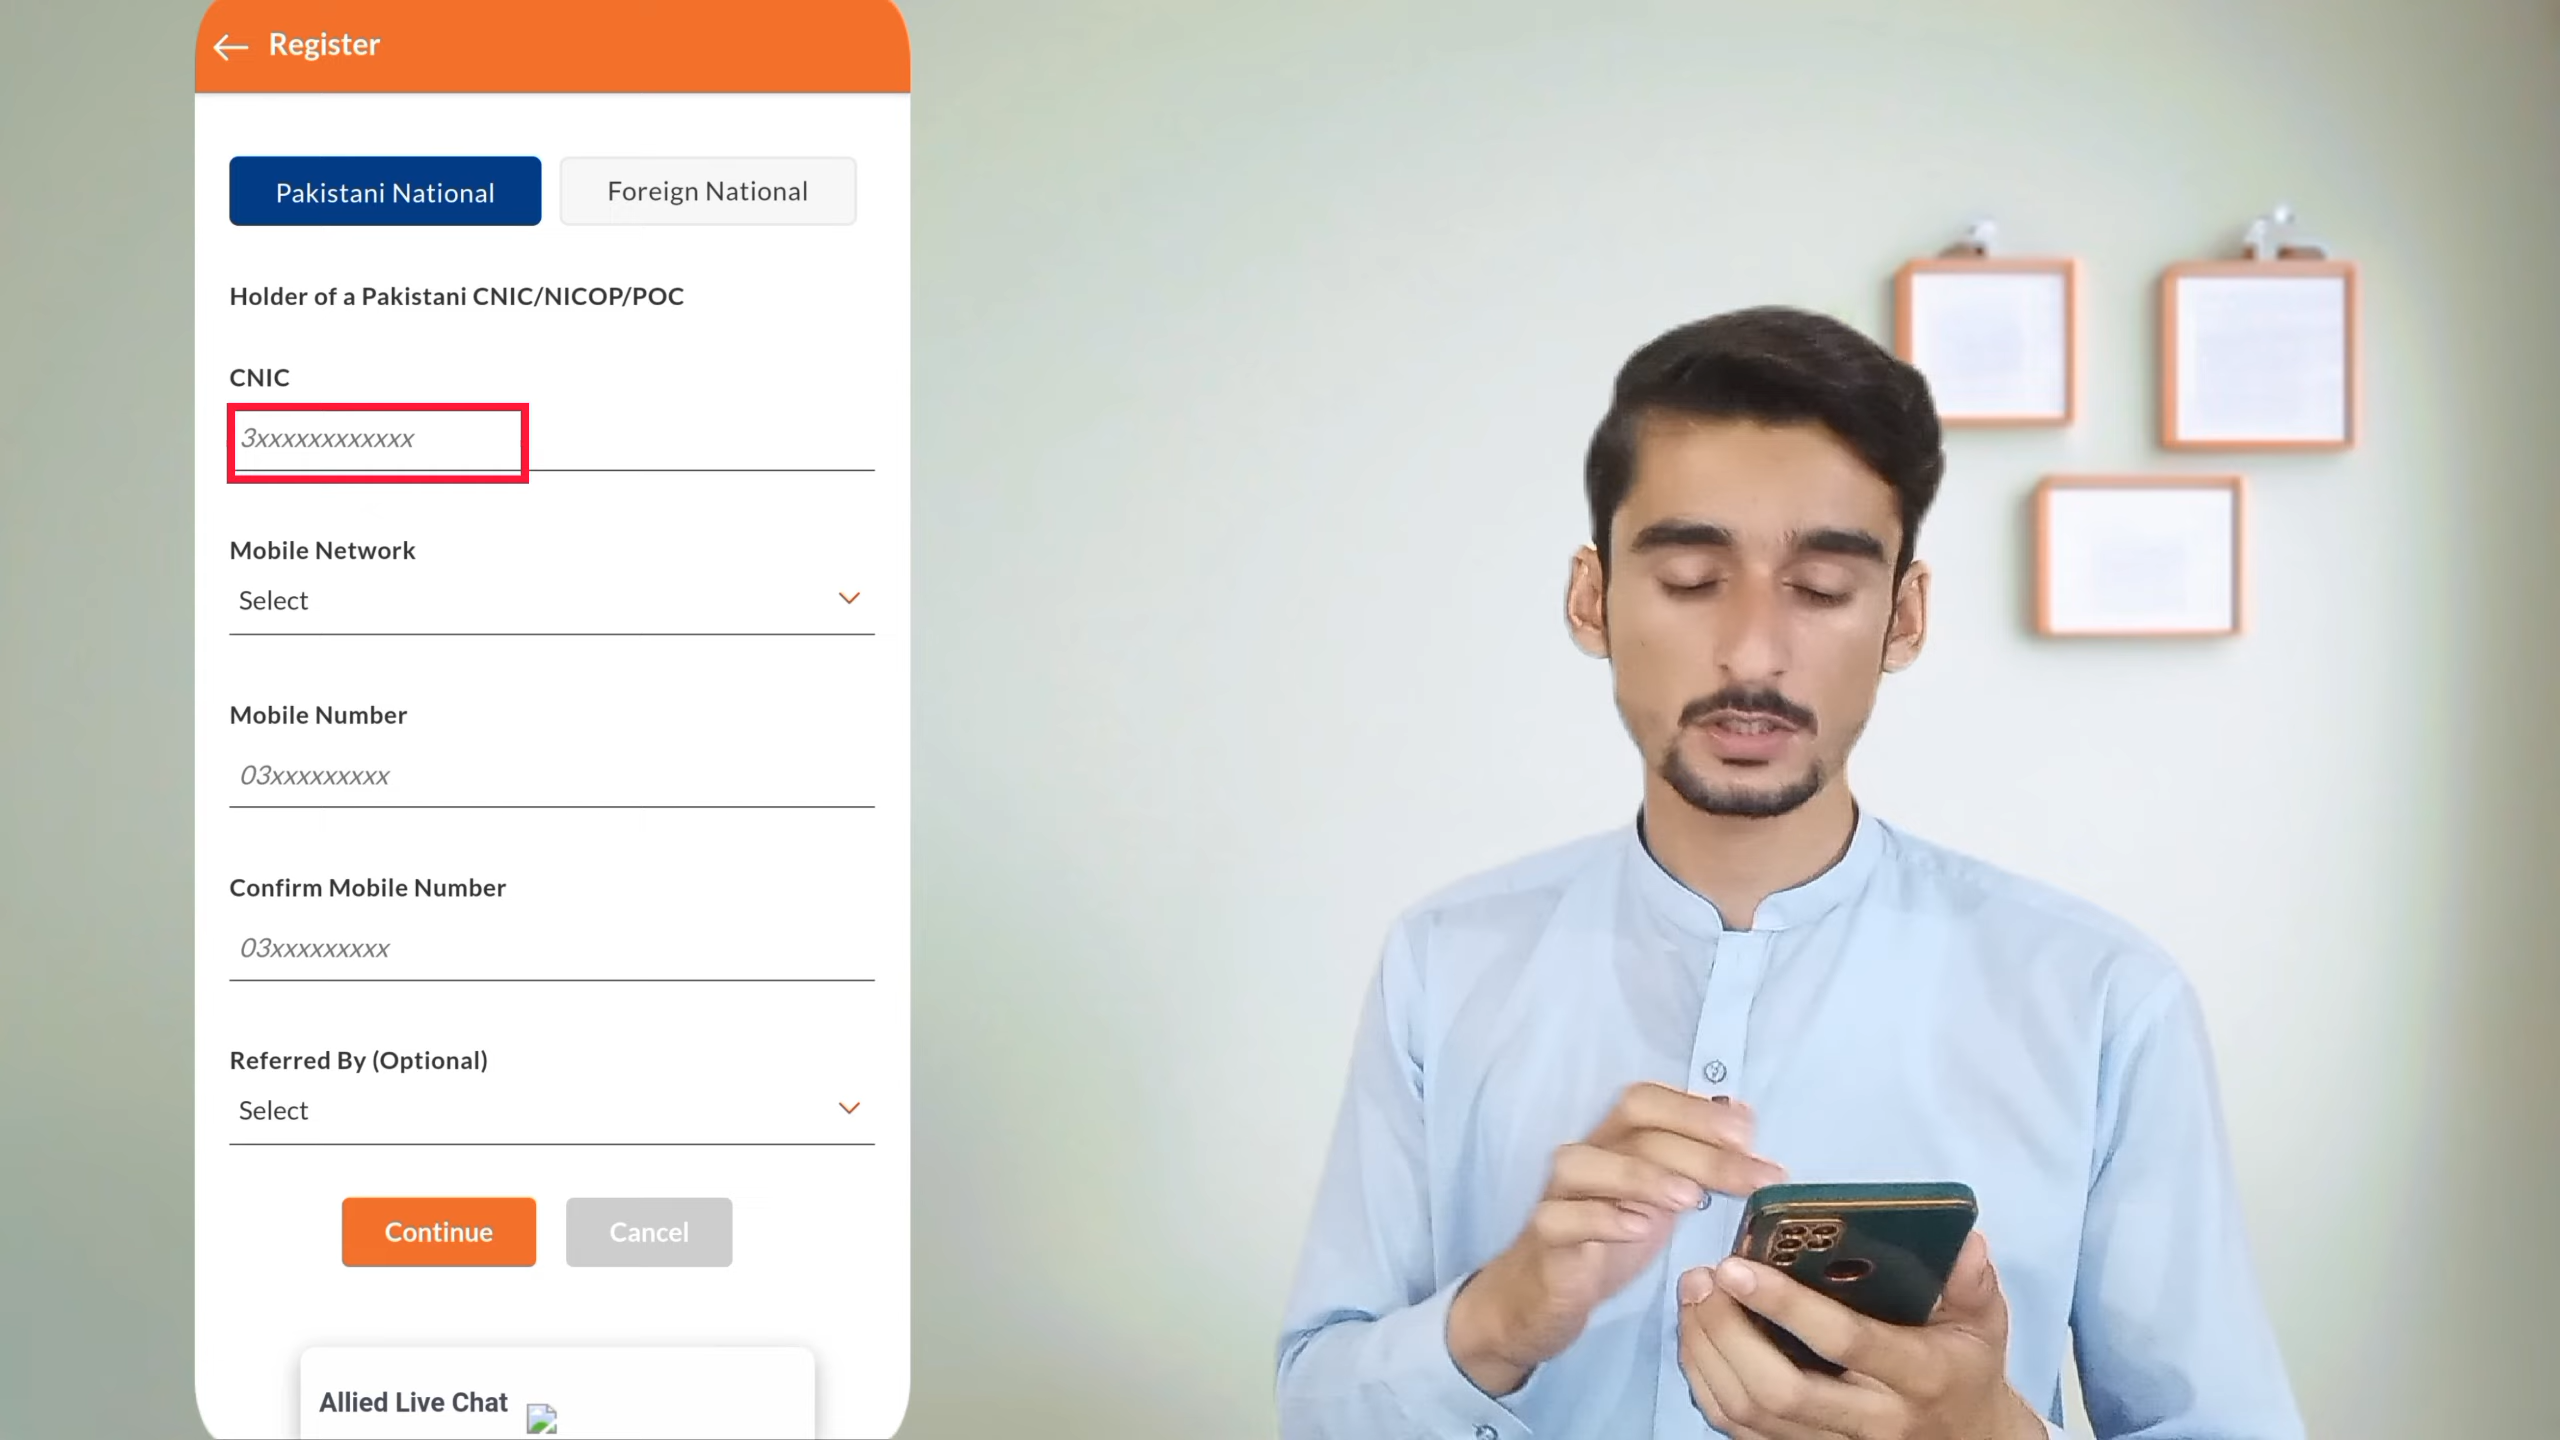 Register
Pakistani National
Foreign National
Holder of a Pakistani CNIC/NICOP/POC
CNIC
3xxxxxxxxxxxx
Mobile Network
Select
Mobile Number
03xxxxxxxxx
Confirm Mobile Number
03xxxxxxxxx
Referred By (Optional)
Select
Continue
Cancel
Allied Live Chat